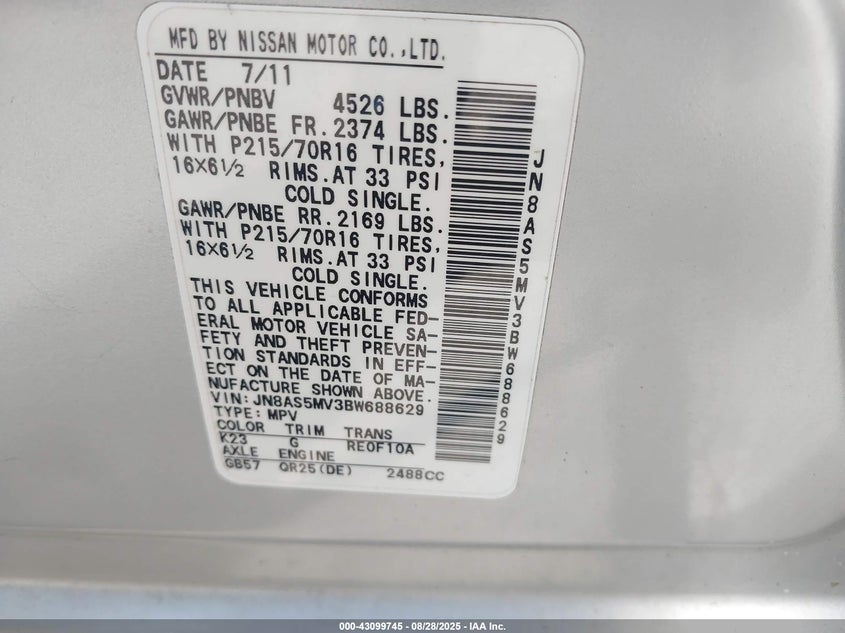 MFD BY NISSAN MOTOR CO.,LTD.
DATE 7/11
GVWR/PNBV 4526 LBS.
GAWR/PNBE FR.2374 LBS.
WITH P215/70R16 TIRES,
16X6½ RIMS.AT 33 PSI
COLD SINGLE.
GAWR/PNBE RR.2169 LBS.
WITH P215/70R16 TIRES,
16X6½ RIMS.AT 33 PSI
COLD SINGLE.
THIS VEHICLE CONFORMS
TO ALL APPLICABLE FED-
ERAL MOTOR VEHICLE SA-
FETY AND THEFT PREVEN-
TION STANDARDS IN EFF-
ECT ON THE DATE OF MA-
NUFACTURE SHOWN ABOVE.
VIN: JN8AS5MV3BW688629
TYPE: MPV
COLOR TRIM TRANS
K23 G RE0F10A
AXLE ENGINE
GB57 QR25(DE) 2488CC
JN8AS5MV3BW688629
000-43099745 - 08/28/2025 - IAA Inc.